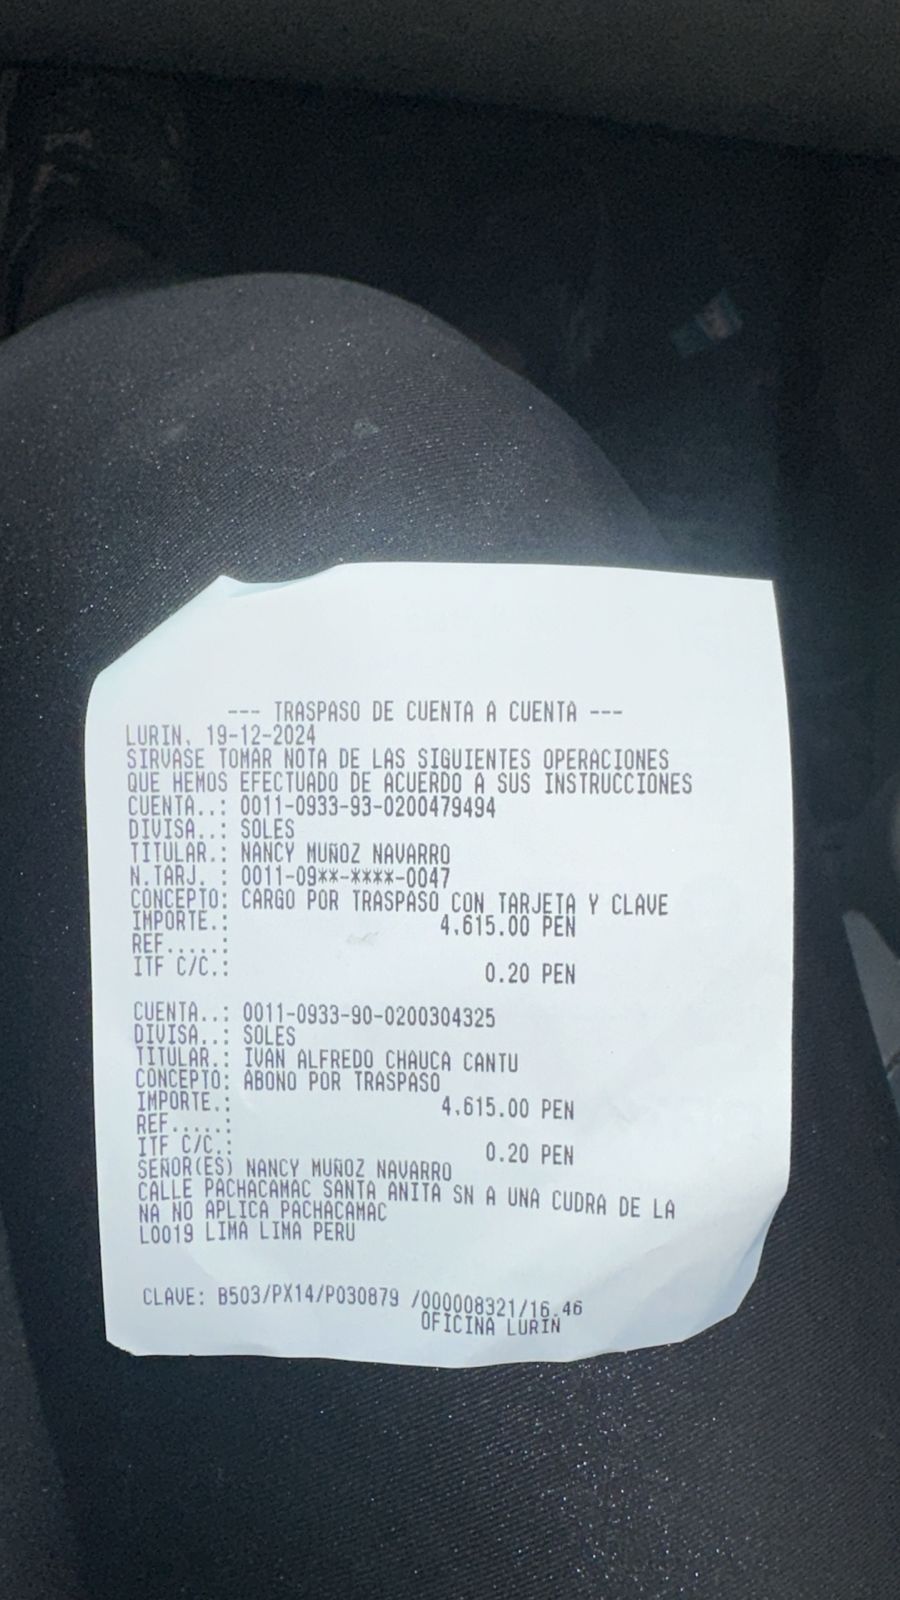 --- TRASPASO DE CUENTA A CUENTA ---
LURIN, 19-12-2024
SIRVASE TOMAR NOTA DE LAS SIGUIENTES OPERACIONES
QUE HEMOS EFECTUADO DE ACUERDO A SUS INSTRUCCIONES
CUENTA..: 0011-0933-93-0200479494
DIVISA..: SOLES
TITULAR.: NANCY MUÑOZ NAVARRO
N.TARJ. : 0011-09**-****-0047
CONCEPTO: CARGO POR TRASPASO CON TARJETA Y CLAVE
IMPORTE.: 4,615.00 PEN
REF.....:
ITF C/C.: 0.20 PEN
CUENTA..: 0011-0933-90-0200304325
DIVISA..: SOLES
TITULAR.: IVAN ALFREDO CHAUCA CANTU
CONCEPTO: ABONO POR TRASPASO
IMPORTE.: 4,615.00 PEN
REF.....:
ITF C/C.: 0.20 PEN
SEÑOR(ES) NANCY MUÑOZ NAVARRO
CALLE PACHACAMAC SANTA ANITA SN A UNA CUDRA DE LA
NA NO APLICA PACHACAMAC
L0019 LIMA LIMA PERU
CLAVE: B503/PX14/P030879 /000008321/16.46
OFICINA LURIN